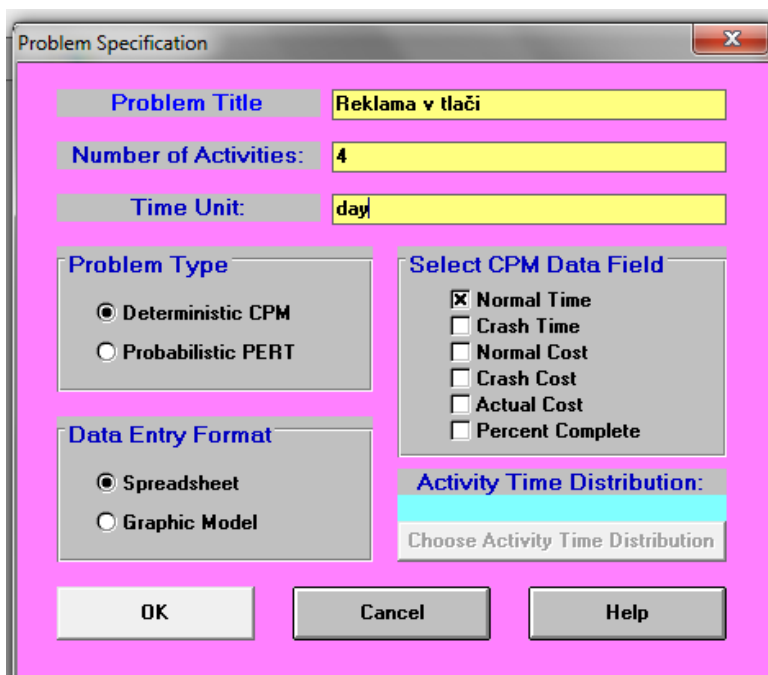 Problem Specification
Problem Title
Reklama v tlači
Number of Activities:
4
Time Unit:
day
Problem Type
Deterministic CPM
Probabilistic PERT
Select CPM Data Field
Normal Time
Crash Time
Normal Cost
Crash Cost
Actual Cost
Percent Complete
Data Entry Format
Spreadsheet
Graphic Model
Activity Time Distribution:
Choose Activity Time Distribution
OK
Cancel
Help